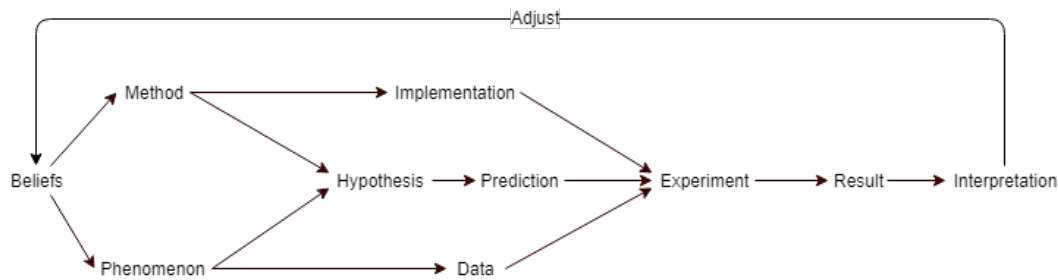 Adjust
Method
Implementation
Beliefs
Hypothesis
Prediction
Experiment
Result
Interpretation
Phenomenon
Data